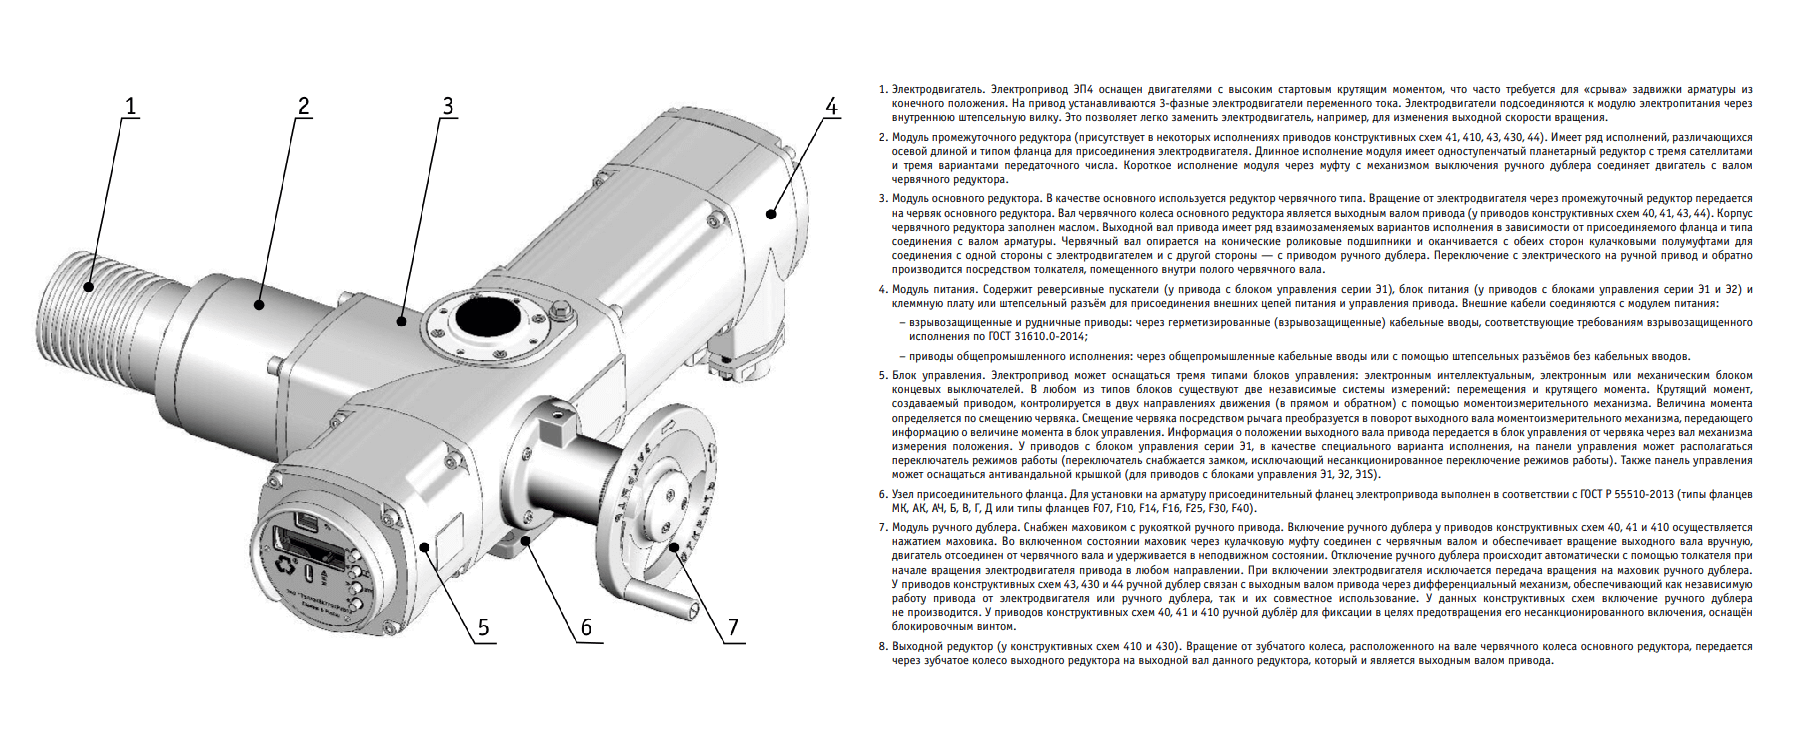 1
2
3
4
5
6
7
1. Электродвигатель. Электропривод ЭП4 оснащен двигателями с высоким стартовым крутящим моментом, что часто требуется для «срыва» задвижки арматуры из
конечного положения. На привод устанавливаются 3-фазные электродвигатели переменного тока. Электродвигатели подсоединяются к модулю электропитания через
внутреннюю штепсельную вилку. Это позволяет легко заменить электродвигатель, например, для изменения выходной скорости вращения.
2. Модуль промежуточного редуктора (присутствует в некоторых исполнениях приводов конструктивных схем 41, 410, 43, 430, 44). Имеет ряд исполнений, различающихся
осевой длиной и типом фланца для присоединения электродвигателя. Длинное исполнение модуля имеет одноступенчатый планетарный редуктор с тремя сателлитами
и тремя вариантами передаточного числа. Короткое исполнение модуля через муфту с механизмом выключения ручного дублера соединяет двигатель с валом
червячного редуктора.
3. Модуль основного редуктора. В качестве основного используется редуктор червячного типа. Вращение от электродвигателя через промежуточный редуктор передается
на червяк основного редуктора. Вал червячного колеса основного редуктора является выходным валом привода (у приводов конструктивных схем 40, 41, 43, 44). Корпус
червячного редуктора заполнен маслом. Выходной вал привода имеет ряд взаимозаменяемых вариантов исполнения в зависимости от присоединяемого фланца и типа
соединения с валом арматуры. Червячный вал опирается на конические роликовые подшипники и оканчивается с обеих сторон кулачковыми полумуфтами для
соединения с одной стороны с электродвигателем и с другой стороны — с приводом ручного дублера. Переключение с электрического на ручной привод и обратно
производится посредством толкателя, помещенного внутри полого червячного вала.
4. Модуль питания. Содержит реверсивные пускатели (у привода с блоком управления серии Э1), блок питания (у приводов с блоками управления серии Э1 и Э2) и
клеммную плату или штепсельный разъём для присоединения внешних цепей питания и управления привода. Внешние кабели соединяются с модулем питания:
– взрывозащищенные и рудничные приводы: через герметизированные (взрывозащищенные) кабельные вводы, соответствующие требованиям взрывозащищенного
исполнения по ГОСТ 31610.0-2014;
– приводы общепромышленного исполнения: через общепромышленные кабельные вводы или с помощью штепсельных разъёмов без кабельных вводов.
5. Блок управления. Электропривод может оснащаться тремя типами блоков управления: электронным интеллектуальным, электронным или механическим блоком
концевых выключателей. В любом из типов блоков существуют две независимые системы измерений: перемещения и крутящего момента. Крутящий момент,
создаваемый приводом, контролируется в двух направлениях движения (в прямом и обратном) с помощью моментоизмерительного механизма. Величина момента
определяется по смещению червяка. Смещение червяка посредством рычага преобразуется в поворот выходного вала моментоизмерительного механизма, передающего
информацию о величине момента в блок управления. Информация о положении выходного вала привода передается в блок управления от червяка через вал механизма
измерения положения. У приводов с блоком управления серии Э1, в качестве специального варианта исполнения, на панели управления может располагаться
переключатель режимов работы (переключатель снабжается замком, исключающий несанкционированное переключение режимов работы). Также панель управления
может оснащаться антивандальной крышкой (для приводов с блоками управления Э1, Э2, Э1S).
6. Узел присоединительного фланца. Для установки на арматуру присоединительный фланец электропривода выполнен в соответствии с ГОСТ Р 55510-2013 (типы фланцев
МК, АК, АЧ, Б, В, Г, Д или типы фланцев F07, F10, F14, F16, F25, F30, F40).
7. Модуль ручного дублера. Снабжен маховиком с рукояткой ручного привода. Включение ручного дублера у приводов конструктивных схем 40, 41 и 410 осуществляется
нажатием маховика. Во включенном состоянии маховик через кулачковую муфту соединен с червячным валом и обеспечивает вращение выходного вала вручную,
двигатель отсоединен от червячного вала и удерживается в неподвижном состоянии. Отключение ручного дублера происходит автоматически с помощью толкателя при
начале вращения электродвигателя привода в любом направлении. При включении электродвигателя исключается передача вращения на маховик ручного дублера.
У приводов конструктивных схем 43, 430 и 44 ручной дублер связан с выходным валом привода через дифференциальный механизм, обеспечивающий как независимую
работу привода от электродвигателя или ручного дублера, так и их совместное использование. У данных конструктивных схем включение ручного дублера
не производится. У приводов конструктивных схем 40, 41 и 410 ручной дублёр для фиксации в целях предотвращения его несанкционированного включения, оснащён
блокировочным винтом.
8. Выходной редуктор (у конструктивных схем 410 и 430). Вращение от зубчатого колеса, расположенного на вале червячного колеса основного редуктора, передается
через зубчатое колесо выходного редуктора на выходной вал данного редуктора, который и является выходным валом привода.